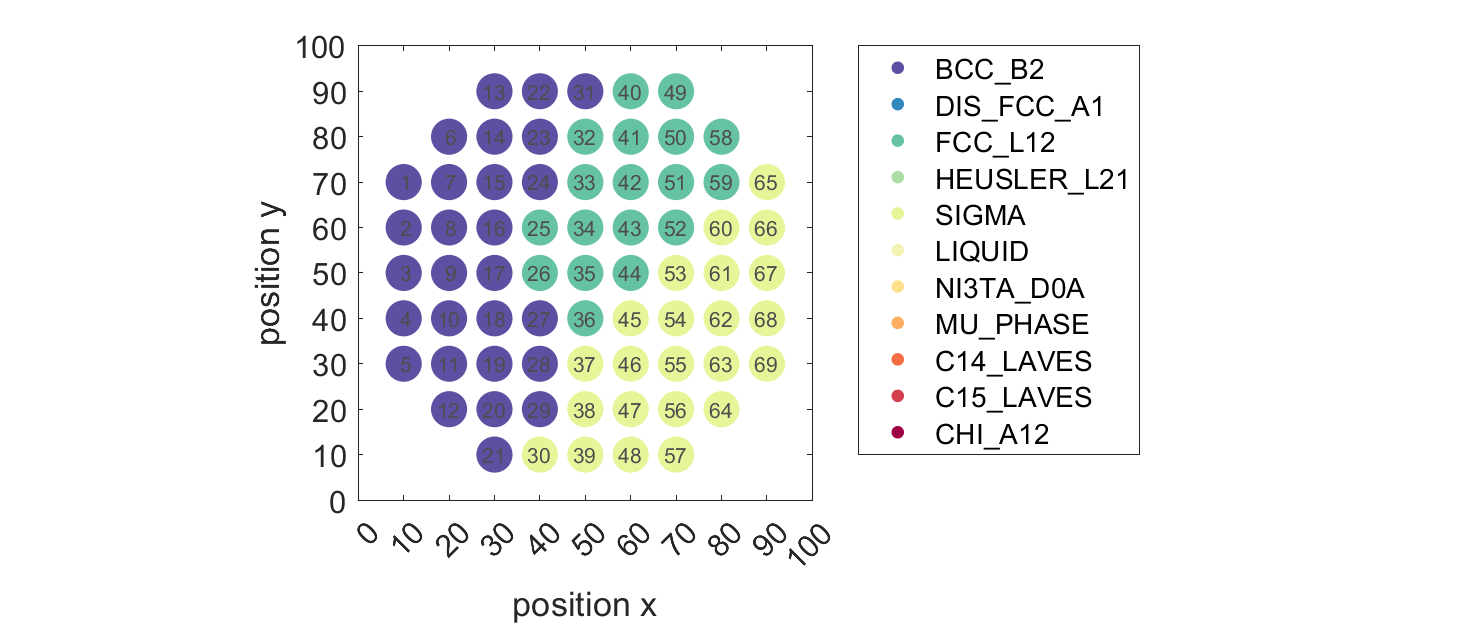 100
90
80
70
60
50
40
30
20
10
0
position y
13 22 31 40 49
6 14 23 32 41 50 58
1 7 15 24 33 42 51 59 65
2 8 16 25 34 43 52 60 66
3 9 17 26 35 44 53 61 67
4 10 18 27 36 45 54 62 68
5 11 19 28 37 46 55 63 69
12 20 29 38 47 56 64
21 30 39 48 57
0 10 20 30 40 50 60 70 80 90 100
position x
BCC_B2
DIS_FCC_A1
FCC_L12
HEUSLER_L21
SIGMA
LIQUID
NI3TA_D0A
MU_PHASE
C14_LAVES
C15_LAVES
CHI_A12